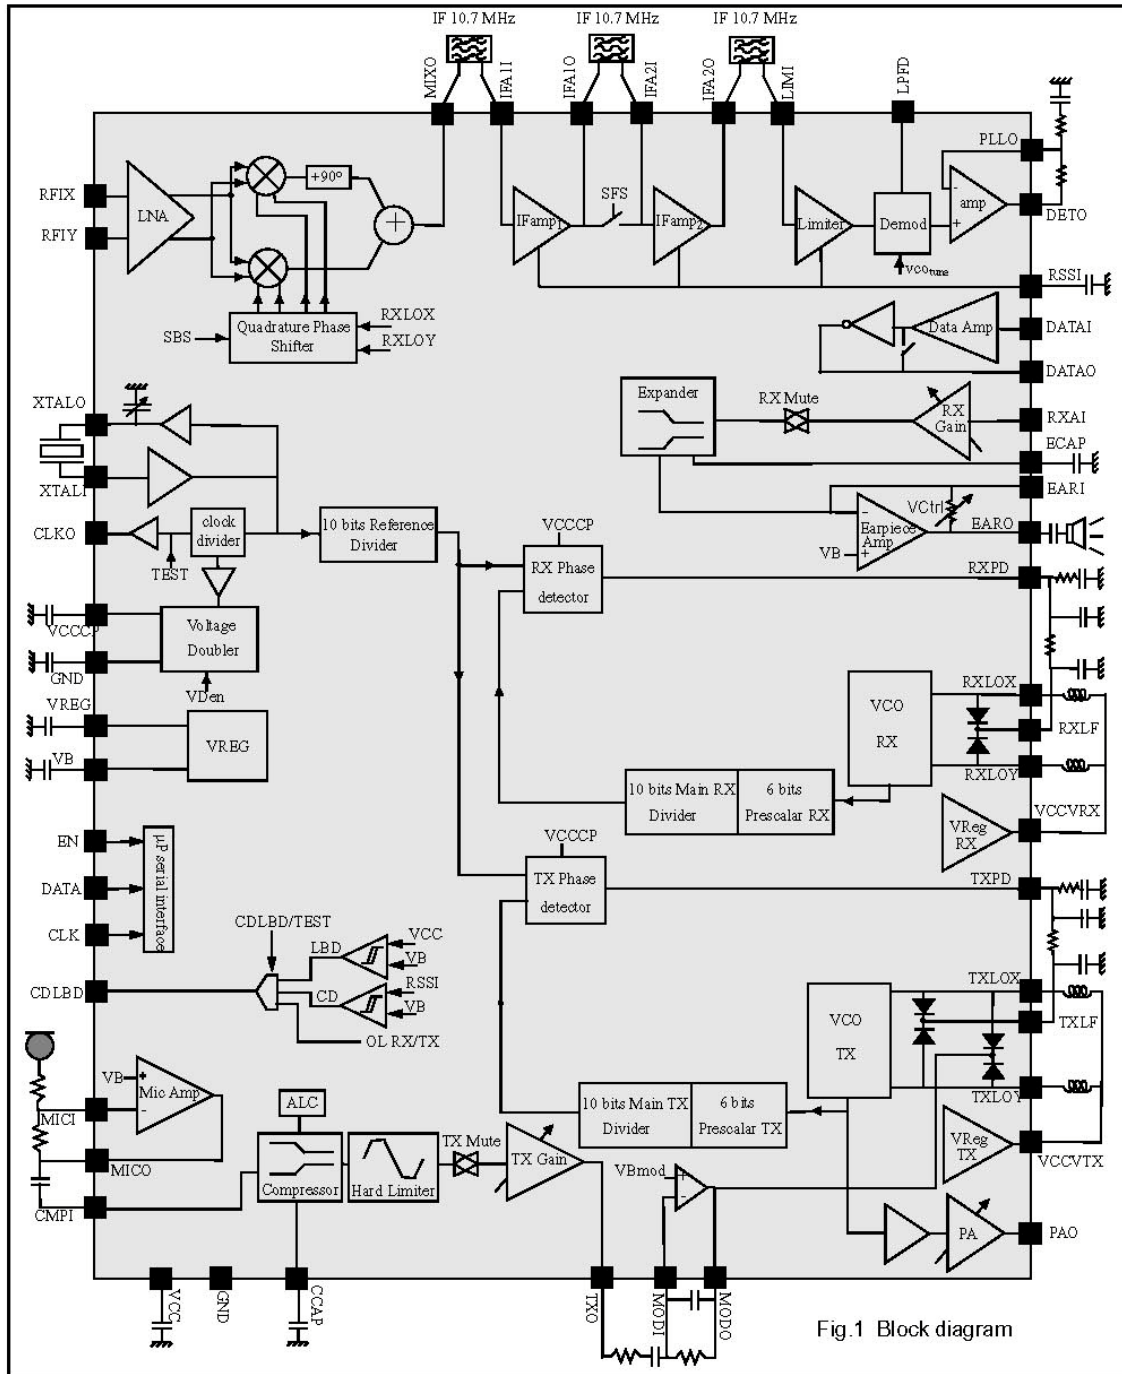 IF 10.7 MHz
IF 10.7 MHz
IF 10.7 MHz
MIXO
IFA1I
IFA1O
IFA2I
IFA2O
LIMI
LPFD
PLLO
RFIX
RFIY
LNA
+90º
+
IFamp1
SFS
IFamp2
Limiter
Demod
-
amp
+
DETO
vcotune
RSSI
SBS
Quadrature Phase
Shifter
RXLOX
RXLOY
Data Amp
DATAI
DATAO
XTALO
XTALI
Expander
RX Mute
RX
Gain
RXAI
ECAP
EARI
VCtrl
-
Earpiece
Amp
+
VB
EARO
CLKO
clock
divider
TEST
10 bits Reference
Divider
VCCCP
RX Phase
detector
RXPD
VCCCP
Voltage
Doubler
GND
VDen
VREG
VREG
VB
VCO
RX
RXLOX
RXLF
RXLOY
10 bits Main RX
Divider
6 bits
Prescalar RX
VReg
RX
VCCVRX
EN
DATA
CLK
µP serial interface
VCCCP
TX Phase
detector
TXPD
CDLBD/TEST
LBD
VCC
VB
CD
RSSI
VB
OL RX/TX
CDLBD
VCO
TX
TXLOX
TXLF
TXLOY
VB
+
Mic Amp
-
MICI
MICO
CMPI
ALC
Compressor
Hard Limiter
TX Mute
TX Gain
10 bits Main TX
Divider
6 bits
Prescalar TX
VReg
TX
VCCVTX
VBmod
+
-
PA
PAO
VCC
GND
CCAP
TXO
MODI
MODO
Fig.1 Block diagram